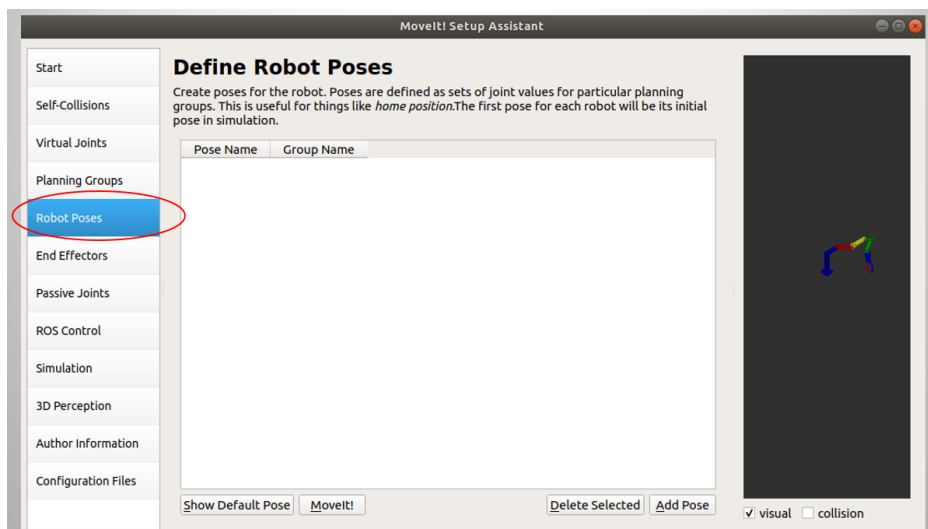 MoveIt! Setup Assistant
Start
Self-Collisions
Virtual Joints
Planning Groups
Robot Poses
End Effectors
Passive Joints
ROS Control
Simulation
3D Perception
Author Information
Configuration Files
Define Robot Poses
Create poses for the robot. Poses are defined as sets of joint values for particular planning
groups. This is useful for things like home position.The first pose for each robot will be its initial
pose in simulation.
Pose Name Group Name
Show Default Pose MoveIt! Delete Selected Add Pose
visual collision